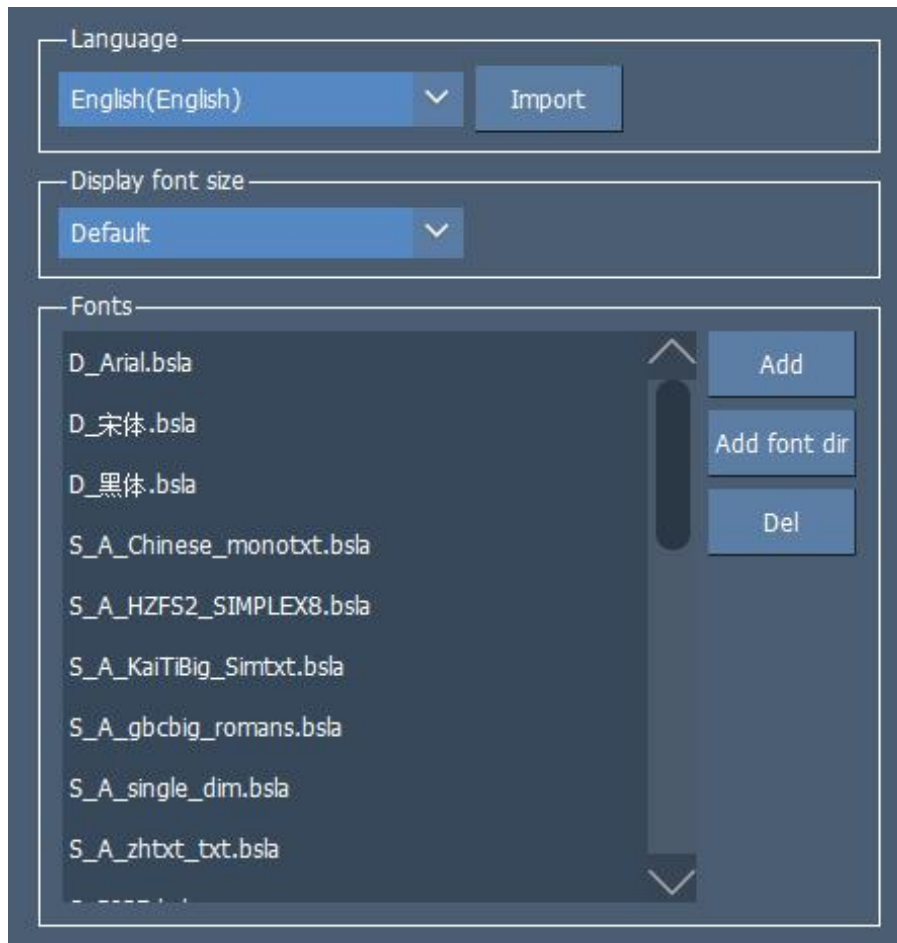 Language
English(English)
Import
Display font size
Default
Fonts
D_Arial.bsla
Add
D_宋体.bsla
Add font dir
D_黑体.bsla
Del
S_A_Chinese_monotxt.bsla
S_A_HZFS2_SIMPLEX8.bsla
S_A_KaiTiBig_Simtxt.bsla
S_A_gbcbig_romans.bsla
S_A_single_dim.bsla
S_A_zhtxt_txt.bsla